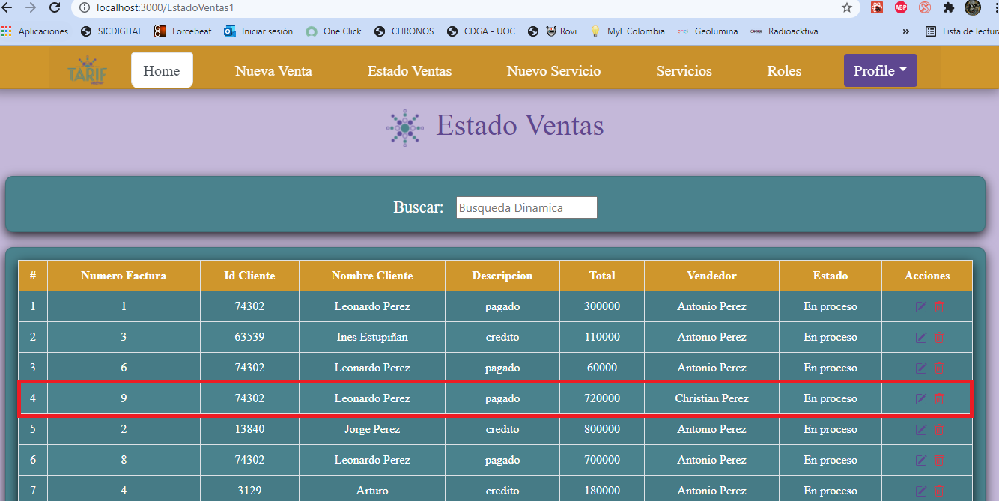 localhost:3000/EstadoVentas1
ABP
Aplicaciones SICDIGITAL Forcebeat Iniciar sesión One Click CHRONOS CDGA - UOC Rovi MyE Colombia Geolumina Radioacktiva » Lista de lectura
TARIF Home Nueva Venta Estado Ventas Nuevo Servicio Servicios Roles Profile
Estado Ventas
Buscar: Busqueda Dinamica
# Numero Factura Id Cliente Nombre Cliente Descripcion Total Vendedor Estado Acciones
1 1 74302 Leonardo Perez pagado 300000 Antonio Perez En proceso
2 3 63539 Ines Estupiñan credito 110000 Antonio Perez En proceso
3 6 74302 Leonardo Perez pagado 60000 Antonio Perez En proceso
4 9 74302 Leonardo Perez pagado 720000 Christian Perez En proceso
5 2 13840 Jorge Perez credito 800000 Antonio Perez En proceso
6 8 74302 Leonardo Perez pagado 700000 Antonio Perez En proceso
7 4 3129 Arturo credito 180000 Antonio Perez En proceso